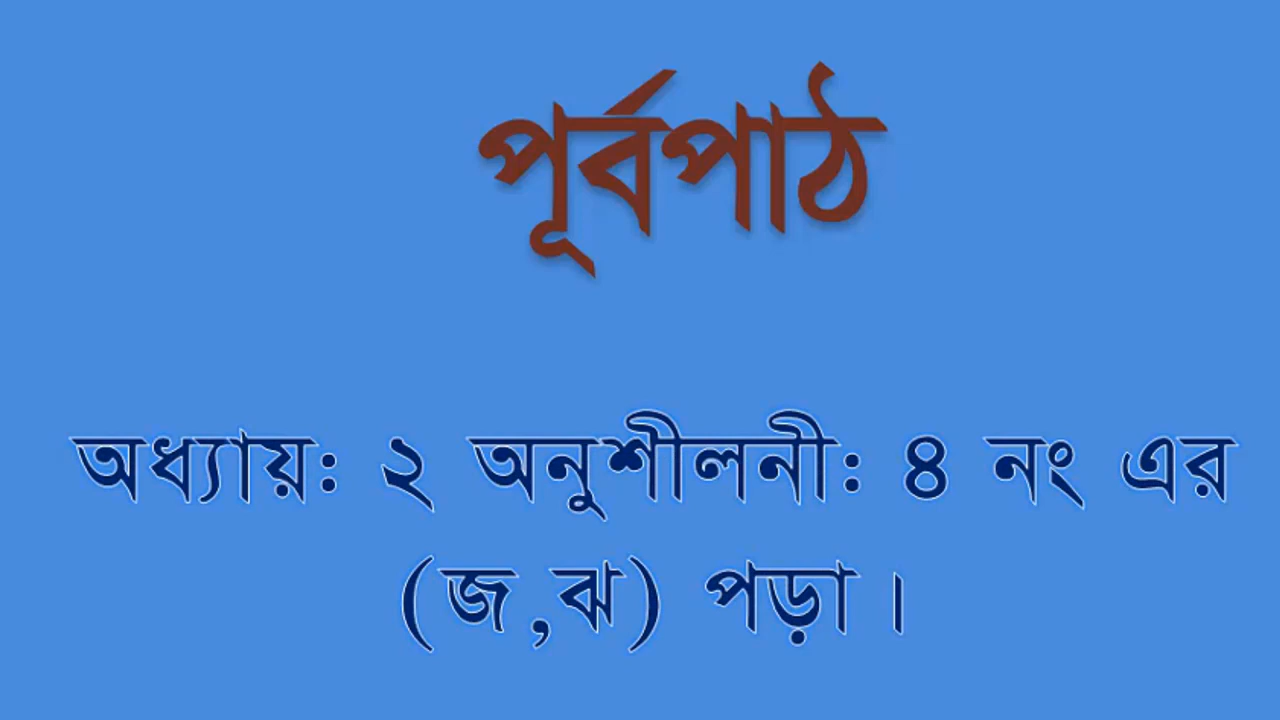 পূর্বপাঠ
অধ্যায়ঃ ২ অনুশীলনীঃ ৪ নং এর
(জ,ঝ) পড়া।